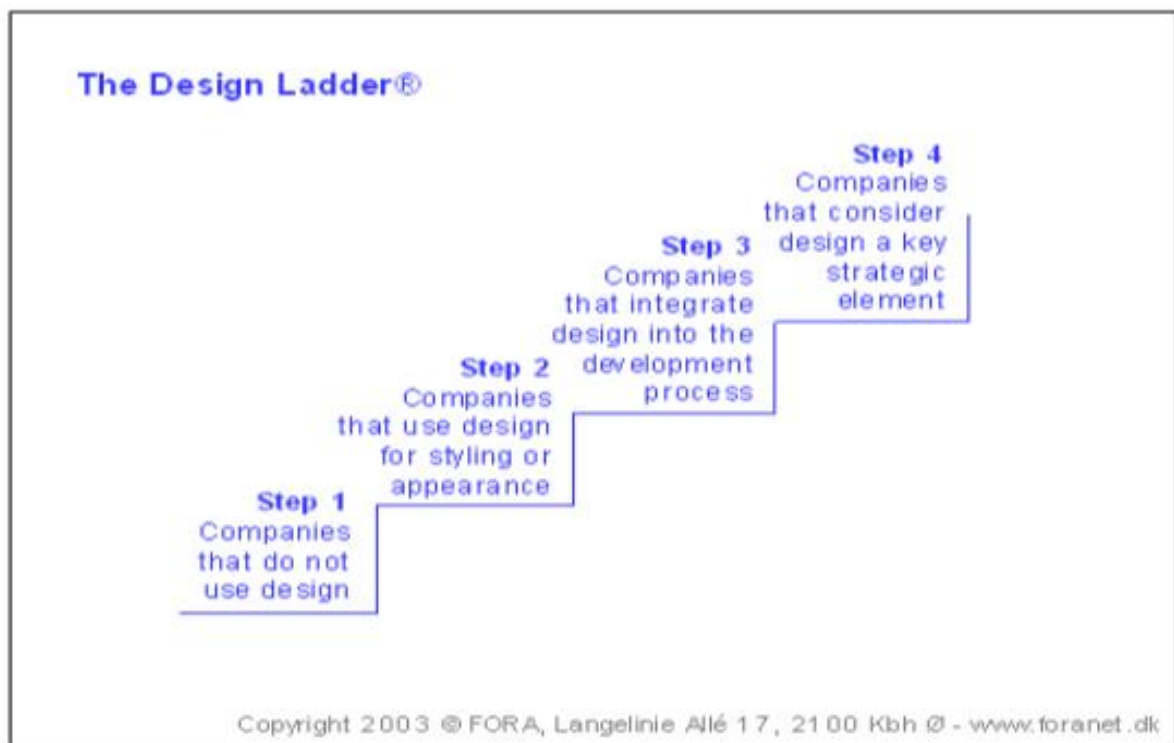 The Design Ladder®
Step 1
Companies
that do not
use design
Step 2
Companies
that use design
for styling or
appearance
Step 3
Companies
that integrate
design into the
development
process
Step 4
Companies
that consider
design a key
strategic
element
Copyright 2003 © FORA, Langelinie Allé 17, 2100 Kbh Ø - www.foranet.dk